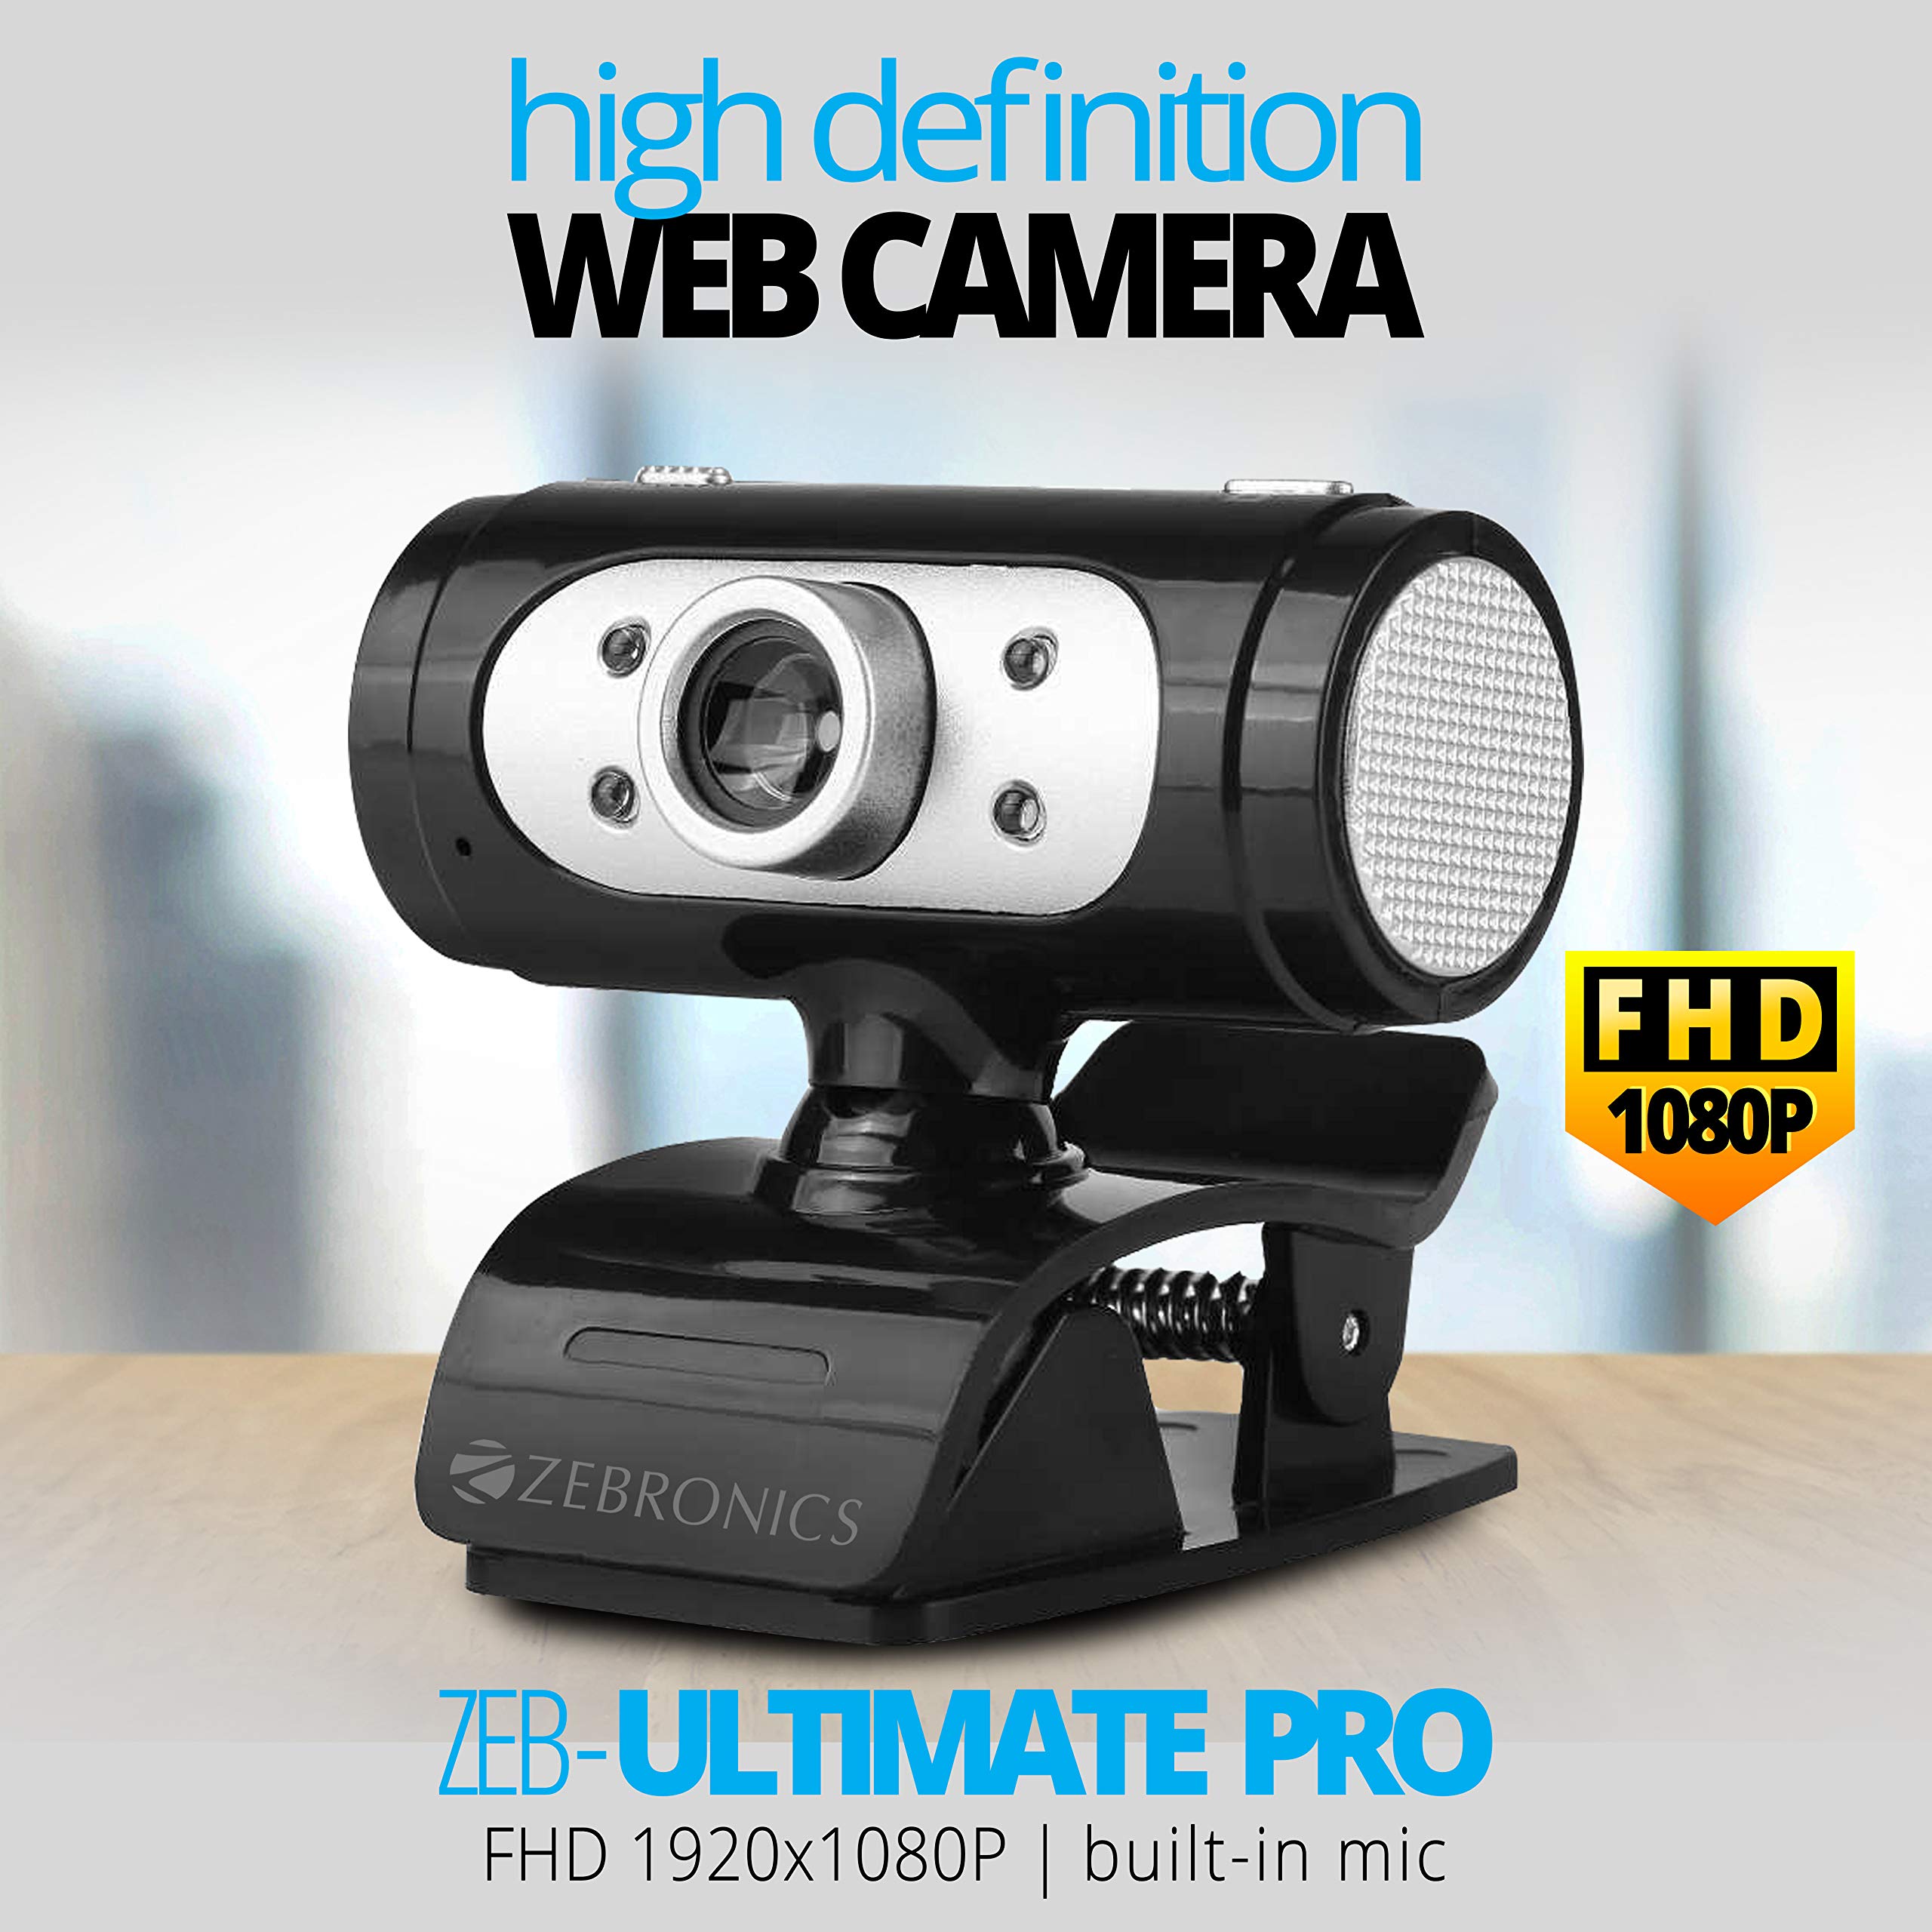 high definition
WEB CAMERA
FHD
1080P
ZEBRONICS
ZEB-ULTIMATE PRO
FHD 1920x1080P | built-in mic